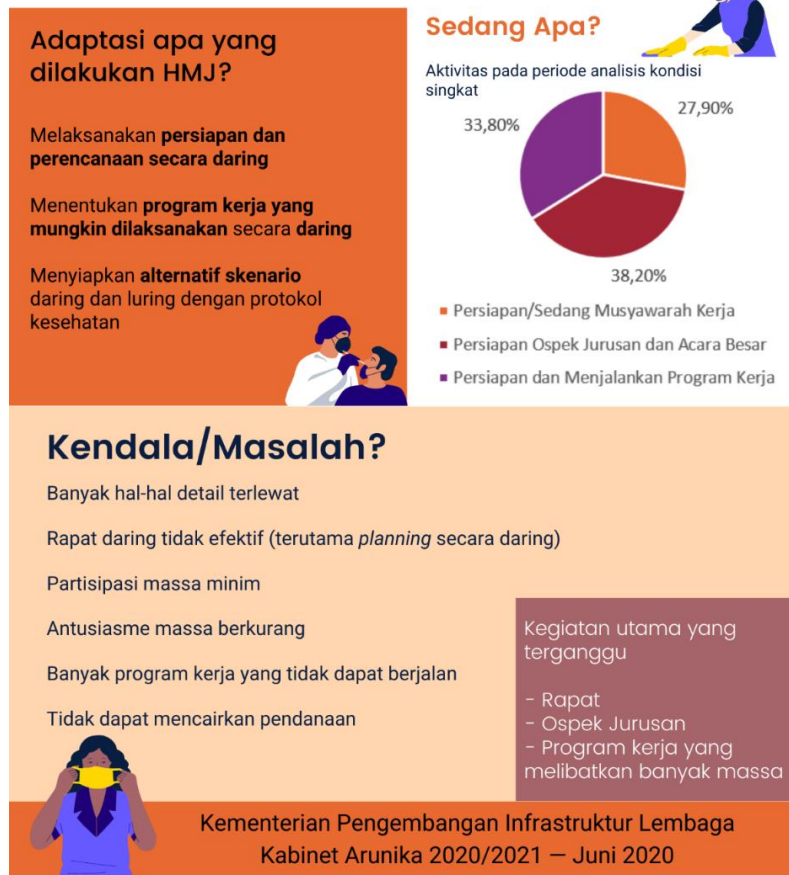 Adaptasi apa yang
dilakukan HMJ?
Melaksanakan persiapan dan
perencanaan secara daring
Menentukan program kerja yang
mungkin dilaksanakan secara daring
Menyiapkan alternatif skenario
daring dan luring dengan protokol
kesehatan
Sedang Apa?
Aktivitas pada periode analisis kondisi
singkat
33,80%
27,90%
38,20%
Persiapan/Sedang Musyawarah Kerja
Persiapan Ospek Jurusan dan Acara Besar
Persiapan dan Menjalankan Program Kerja
Kendala/Masalah?
Banyak hal-hal detail terlewat
Rapat daring tidak efektif (terutama planning secara daring)
Partisipasi massa minim
Antusiasme massa berkurang
Banyak program kerja yang tidak dapat berjalan
Tidak dapat mencairkan pendanaan
Kegiatan utama yang
terganggu
- Rapat
- Ospek Jurusan
- Program kerja yang
melibatkan banyak massa
Kementerian Pengembangan Infrastruktur Lembaga
Kabinet Arunika 2020/2021 — Juni 2020